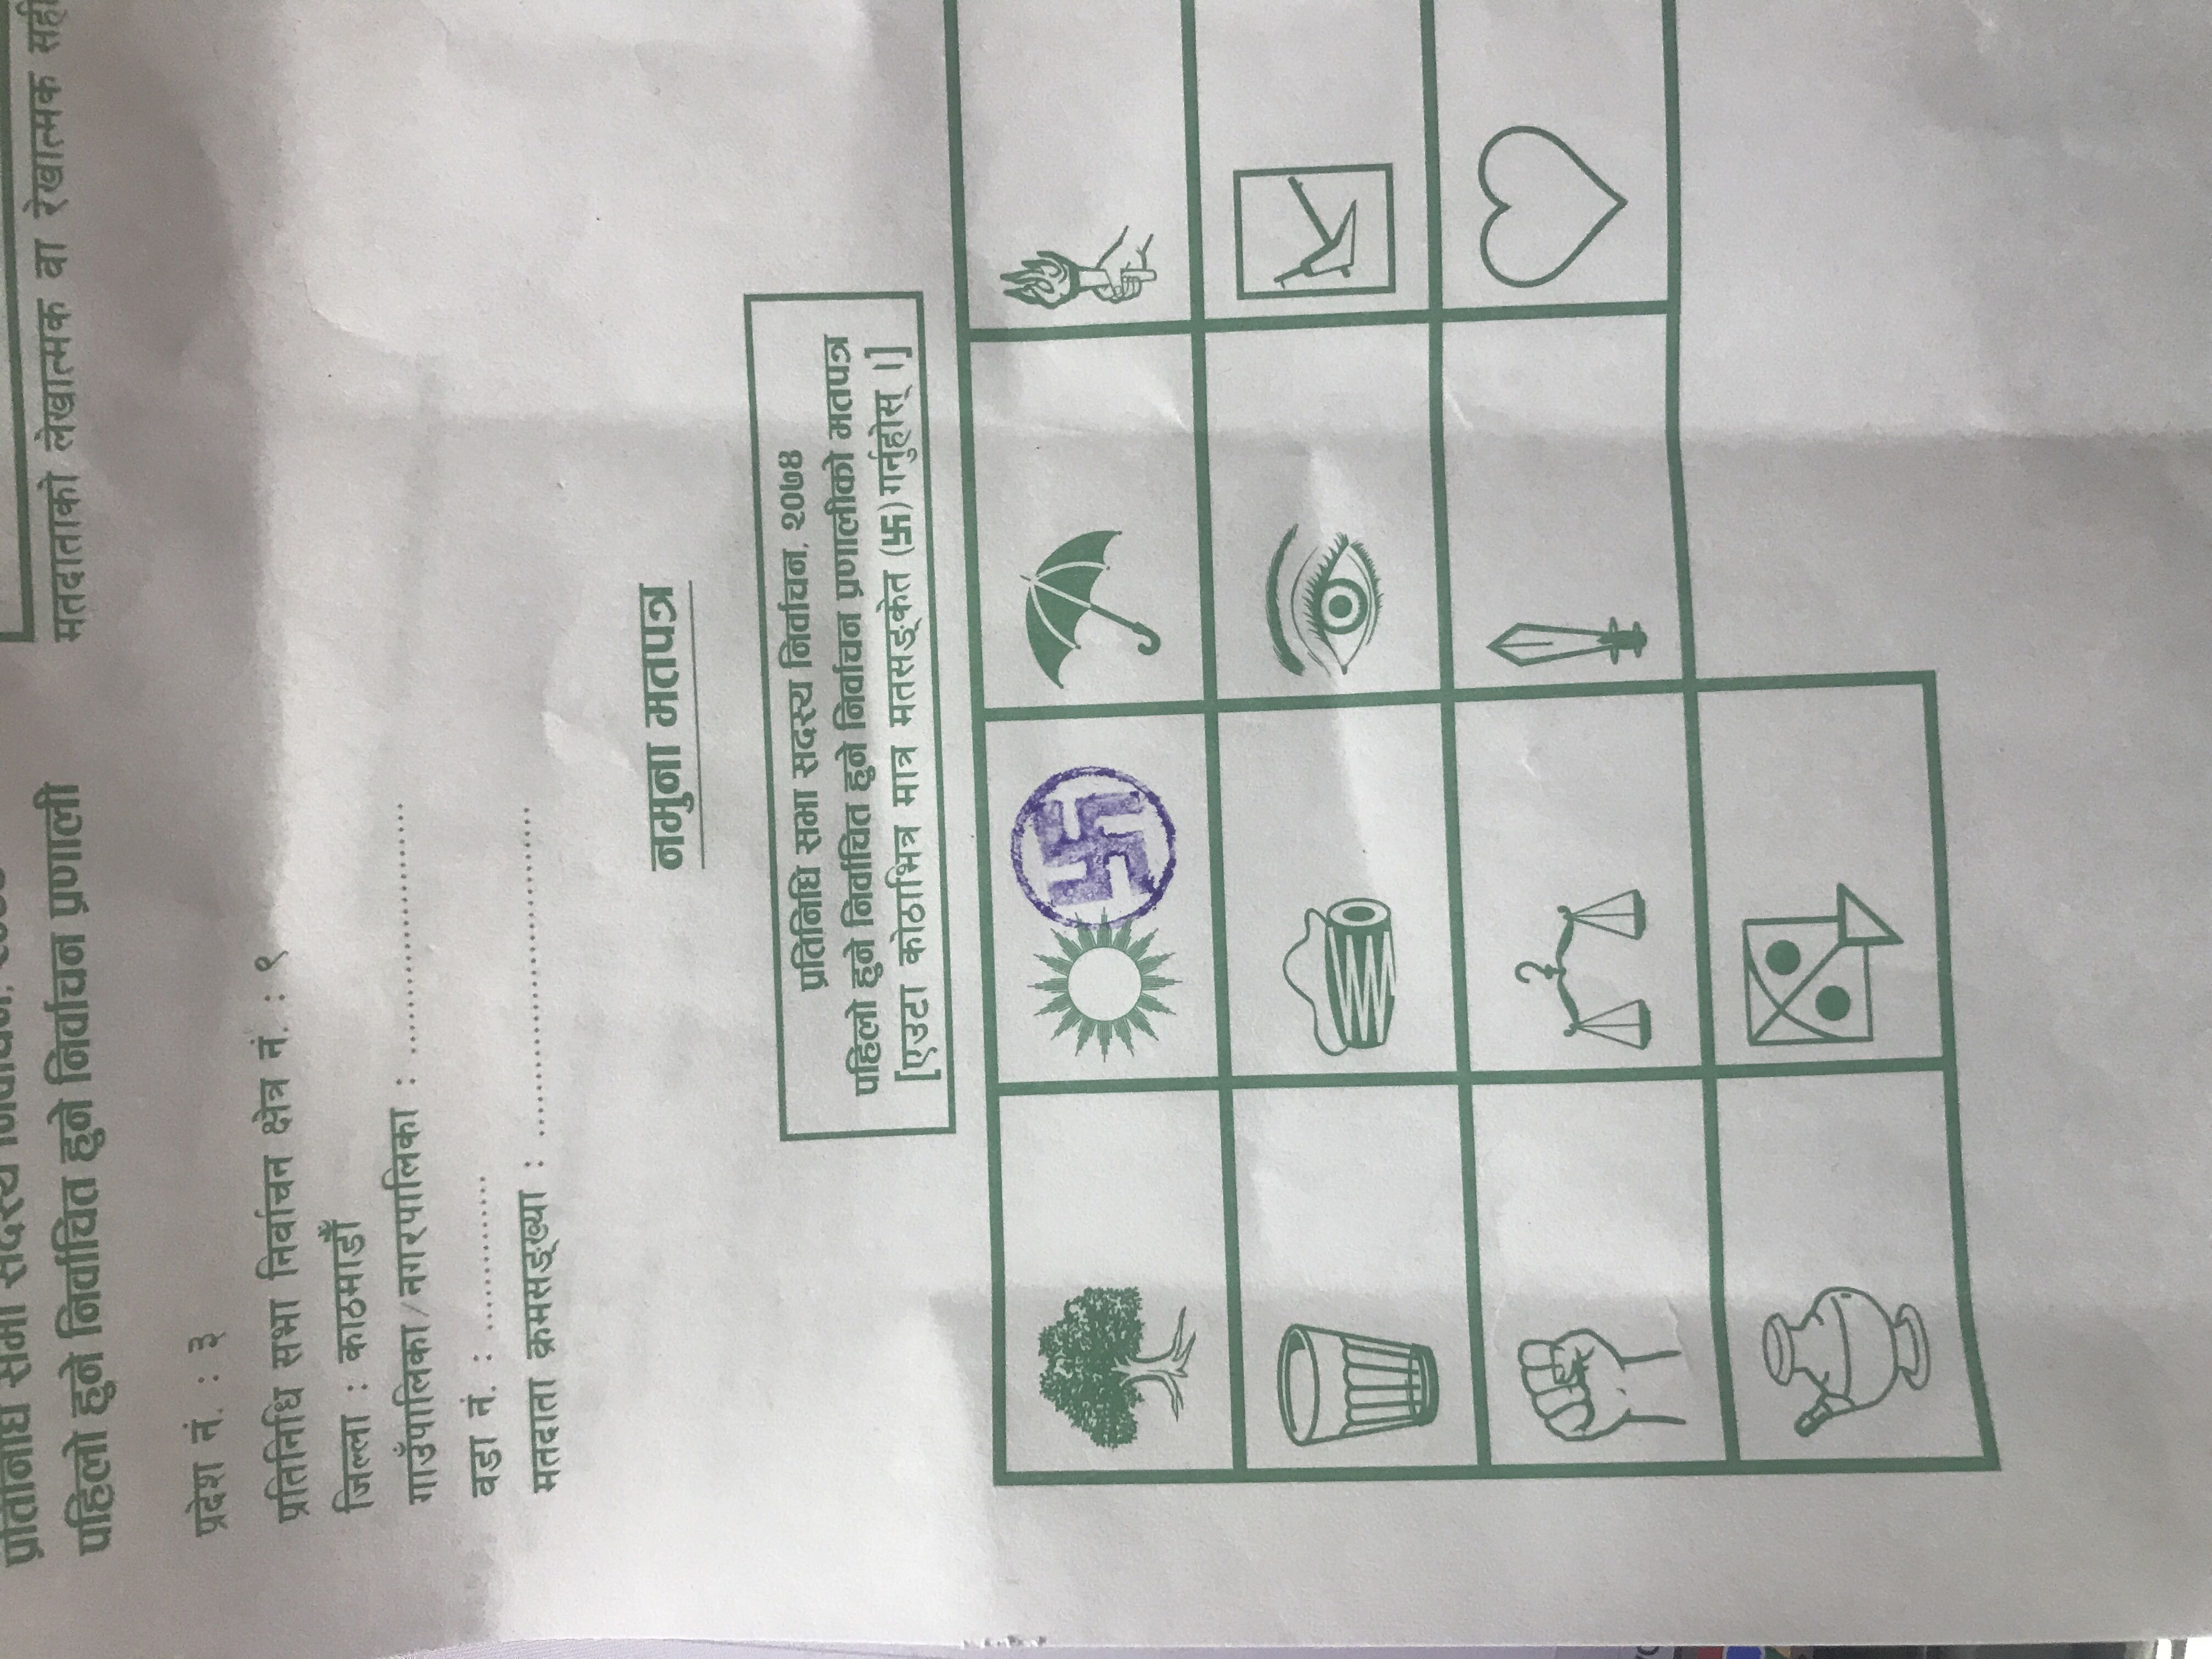 प्रतिनिधि सभा सदस्य निर्वाचन, २०७४
पहिलो हुने निर्वाचित हुने निर्वाचन प्रणाली
मतदाताको लेखात्मक वा रेखात्मक सही
प्रदेश नं. : ३
प्रतिनिधि सभा निर्वाचन क्षेत्र नं. : ९
जिल्ला : काठमाडौँ
गाउँपालिका/नगरपालिका : ......................
वडा नं. : ..............
मतदाता क्रमसङ्ख्या : .............................
नमुना मतपत्र
प्रतिनिधि सभा सदस्य निर्वाचन, २०७४
पहिलो हुने निर्वाचित हुने निर्वाचन प्रणालीको मतपत्र
[एउटा कोठाभित्र मात्र मतसङ्केत (卐) गर्नुहोस् ।]